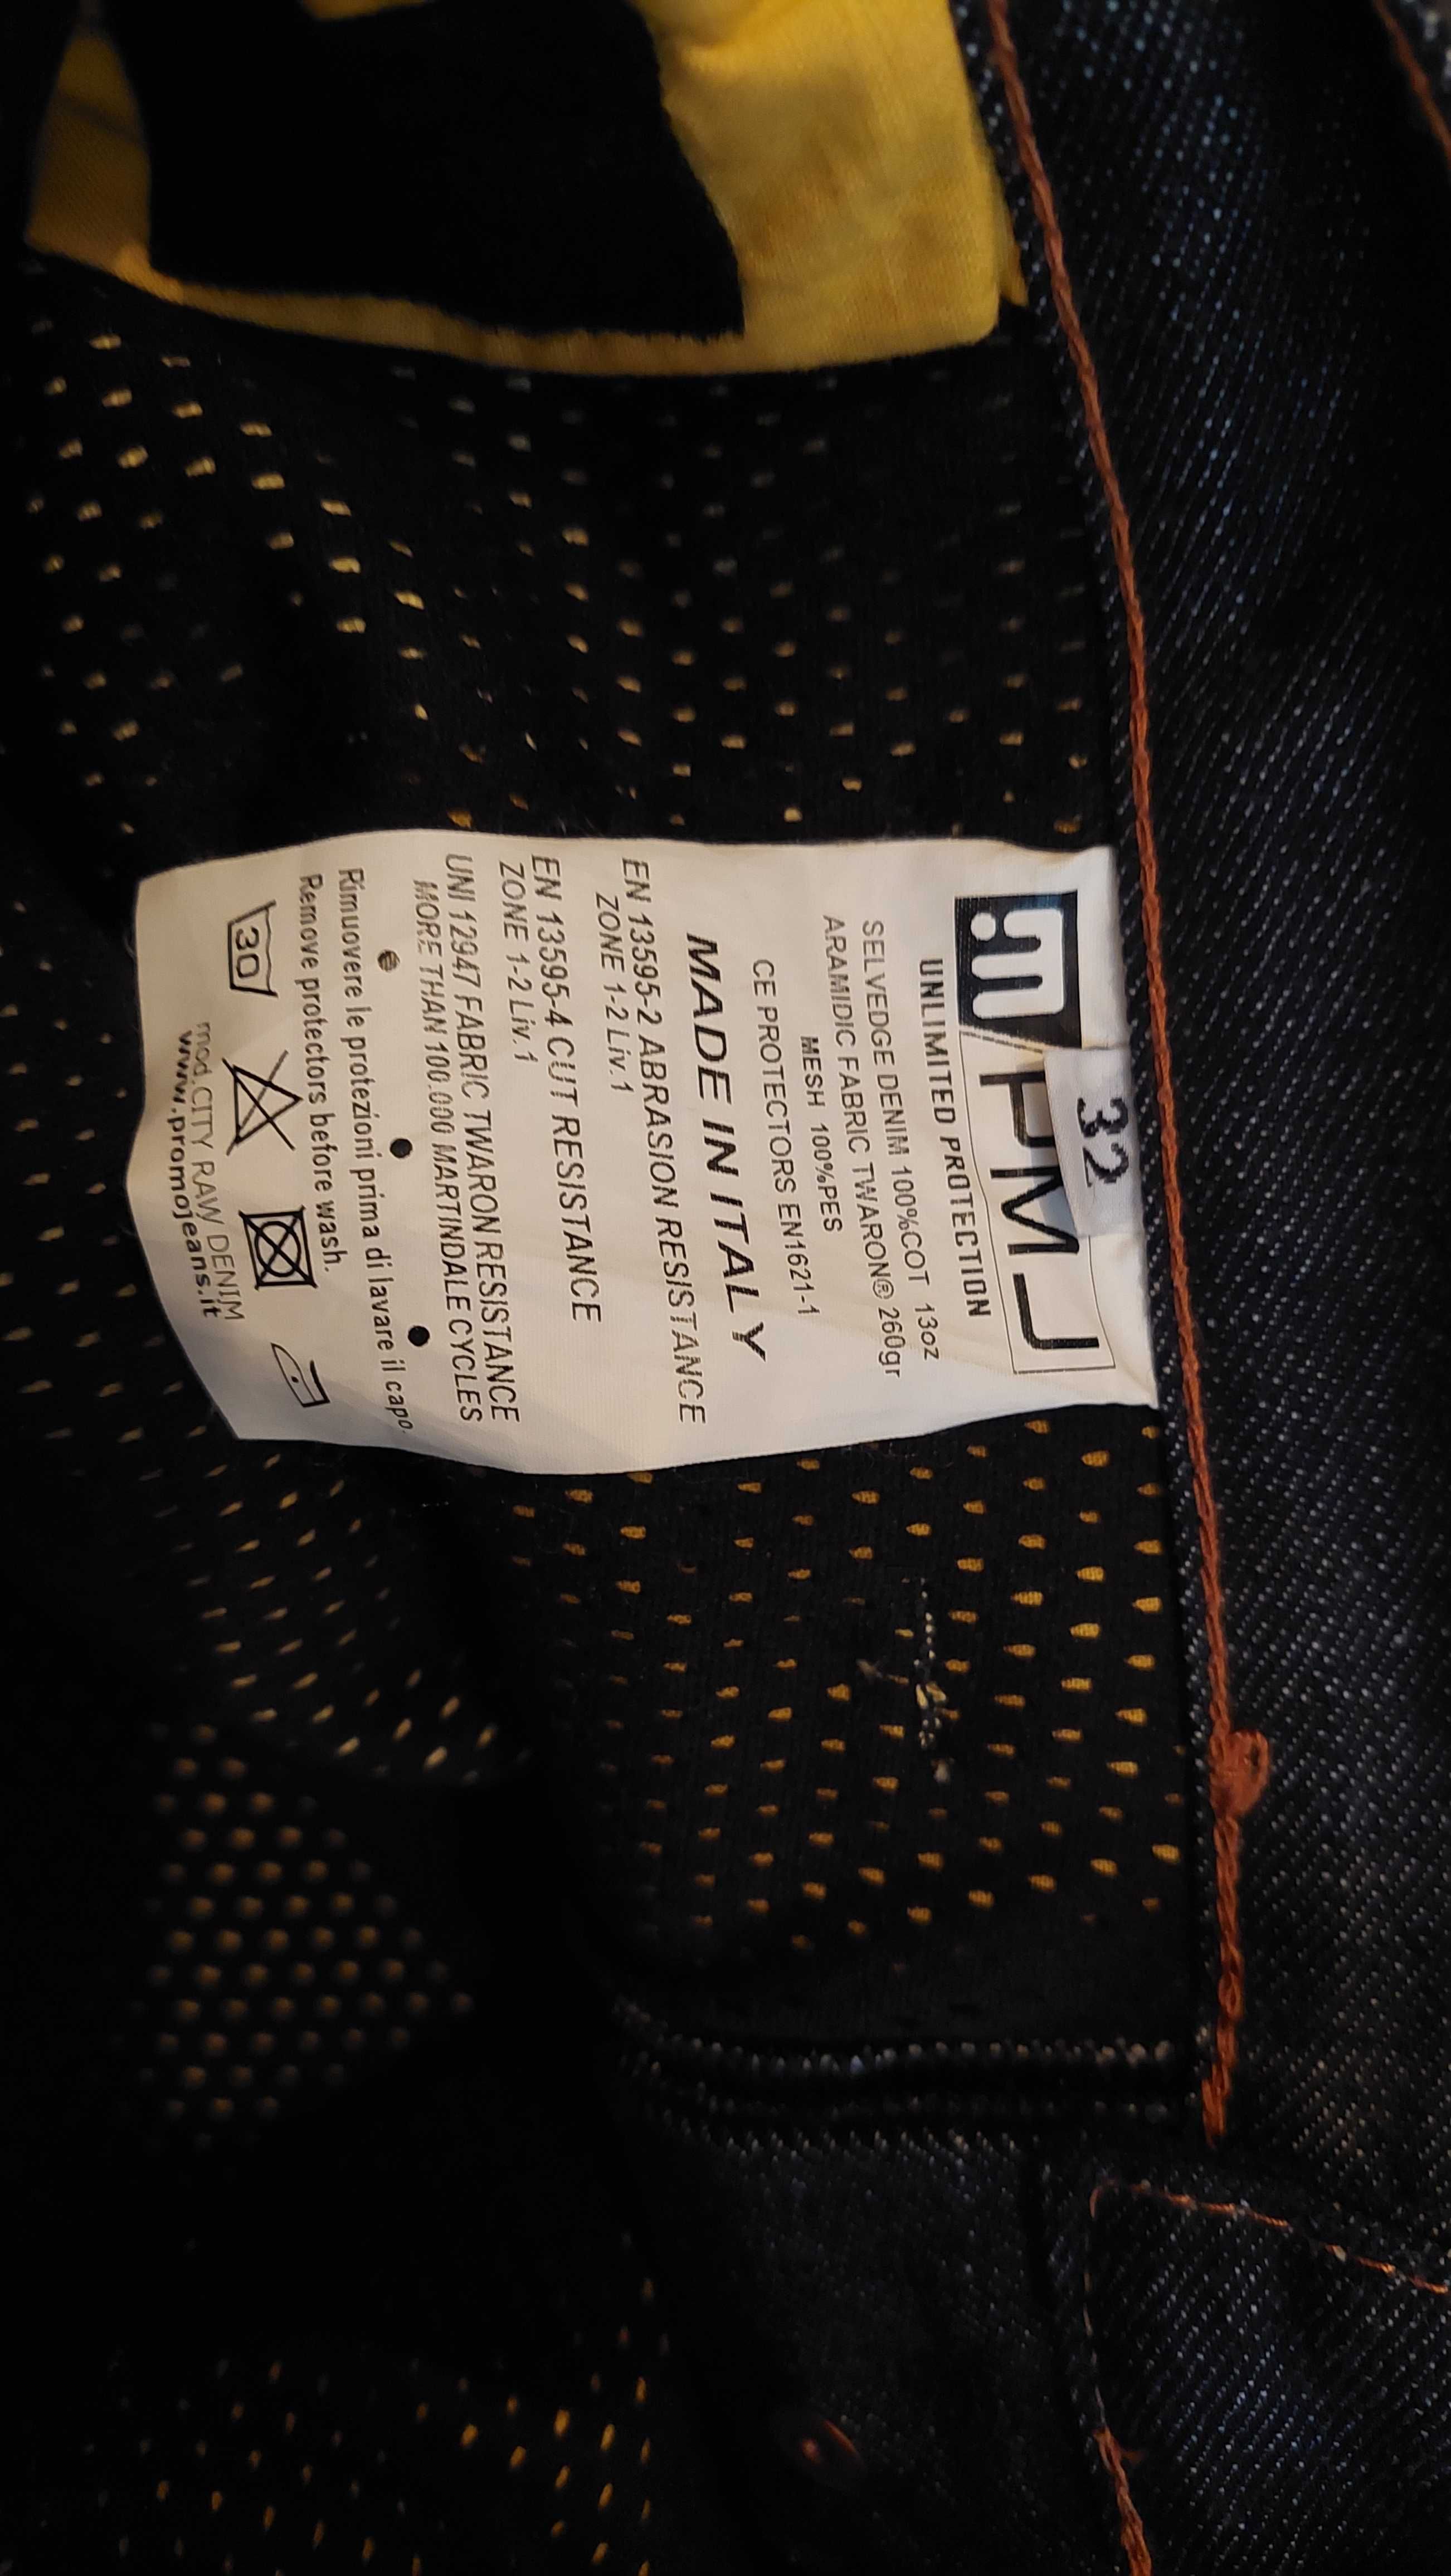 32
PMJ
UNLIMITED PROTECTION
SELVEDGE DENIM 100%COT 13oz
ARAMIDIC FABRIC TWARON® 260gr
MESH 100%PES
CE PROTECTORS EN1621-1
MADE IN ITALY
EN 13595-2 ABRASION RESISTANCE
ZONE 1-2 Liv.1
EN 13595-4 CUT RESISTANCE
ZONE 1-2 Liv.1
UNI 12947 FABRIC TWARON RESISTANCE
MORE THAN 100.000 MARTINDALE CYCLES
Rimuovere le protezioni prima di lavare il capo.
Remove protectors before wash.
30
mod.CITY RAW DENIM
www.promojeans.it